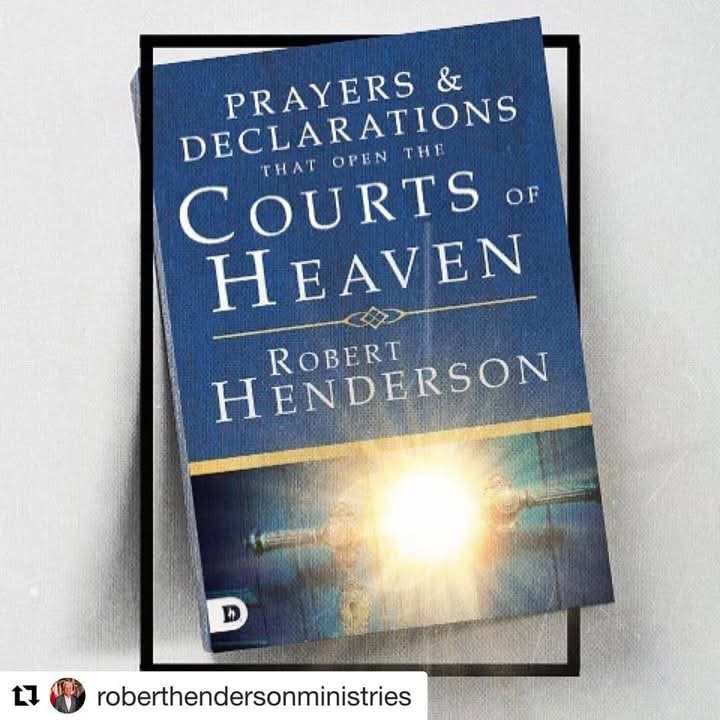 PRAYERS &
DECLARATIONS
THAT OPEN THE
COURTS OF
HEAVEN
ROBERT
HENDERSON
D
roberthendersonministries